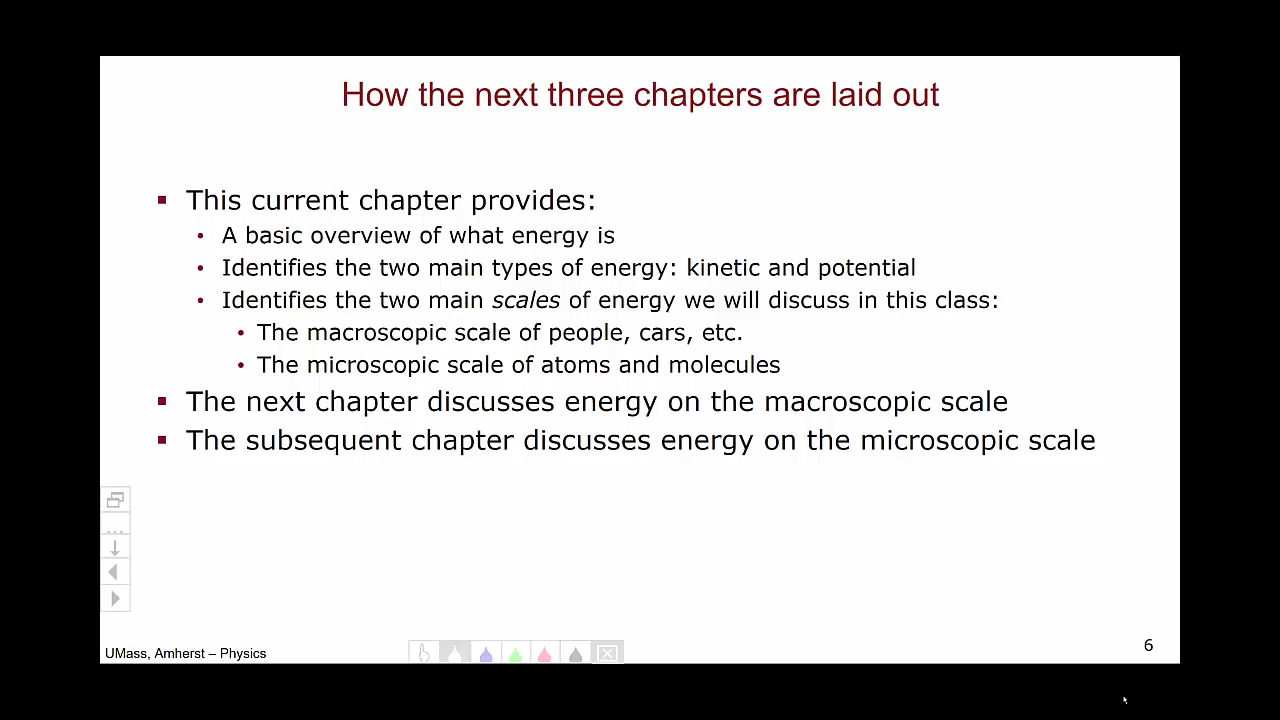 How the next three chapters are laid out
▪ This current chapter provides:
• A basic overview of what energy is
• Identifies the two main types of energy: kinetic and potential
• Identifies the two main scales of energy we will discuss in this class:
• The macroscopic scale of people, cars, etc.
• The microscopic scale of atoms and molecules
▪ The next chapter discusses energy on the macroscopic scale
▪ The subsequent chapter discusses energy on the microscopic scale
UMass, Amherst – Physics
6